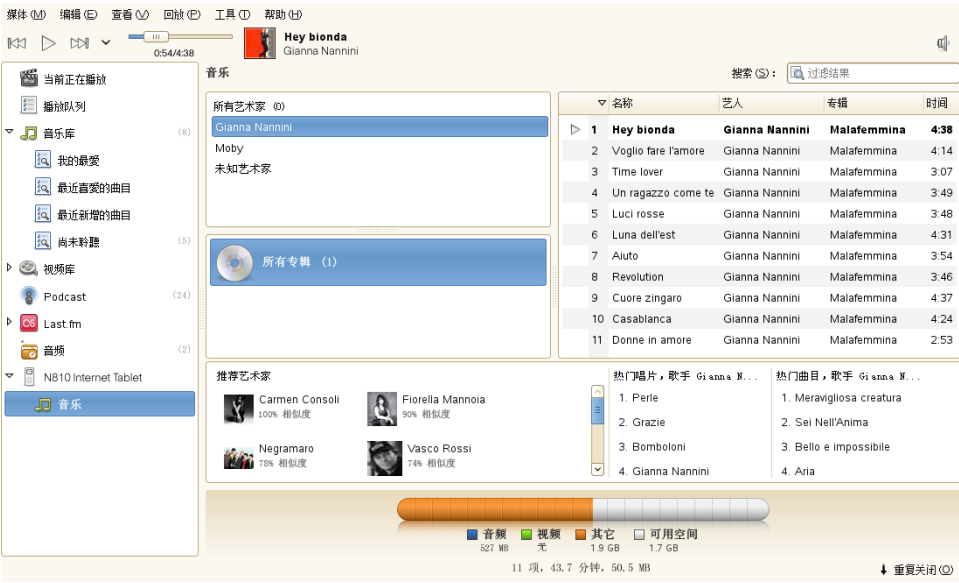 媒体(M) 编辑(E) 查看(V) 回放(P) 工具(T) 帮助(H)
0:54/4:38
Hey bionda
Gianna Nannini
当前正在播放
播放队列
音乐库 (8)
我的最爱
最近喜爱的曲目
最近新增的曲目
尚未聆聽 (5)
视频库
Podcast (24)
Last.fm
音频 (2)
N810 Internet Tablet
音乐
音乐
搜索(S): 过滤结果
所有艺术家 (0)
Gianna Nannini
Moby
未知艺术家
所有专辑 (1)
名称 艺人 专辑 时间
1 Hey bionda Gianna Nannini Malafemmina 4:38
2 Voglio fare l'amore Gianna Nannini Malafemmina 4:14
3 Time lover Gianna Nannini Malafemmina 3:07
4 Un ragazzo come te Gianna Nannini Malafemmina 3:49
5 Luci rosse Gianna Nannini Malafemmina 3:48
6 Luna dell'est Gianna Nannini Malafemmina 4:31
7 Aiuto Gianna Nannini Malafemmina 3:54
8 Revolution Gianna Nannini Malafemmina 3:46
9 Cuore zingaro Gianna Nannini Malafemmina 4:37
10 Casablanca Gianna Nannini Malafemmina 4:24
11 Donne in amore Gianna Nannini Malafemmina 2:53
推荐艺术家
Carmen Consoli
100% 相似度
Fiorella Mannoia
90% 相似度
Negramaro
78% 相似度
Vasco Rossi
74% 相似度
热门唱片，歌手 Gianna N...
1. Perle
2. Grazie
3. Bomboloni
4. Gianna Nannini
热门曲目，歌手 Gianna N...
1. Meravigliosa creatura
2. Sei Nell'Anima
3. Bello e impossibile
4. Aria
音频 视频 其它 可用空间
527 MB 无 1.9 GB 1.7 GB
11 项, 43.7 分钟, 50.5 MB
重复关闭(O)